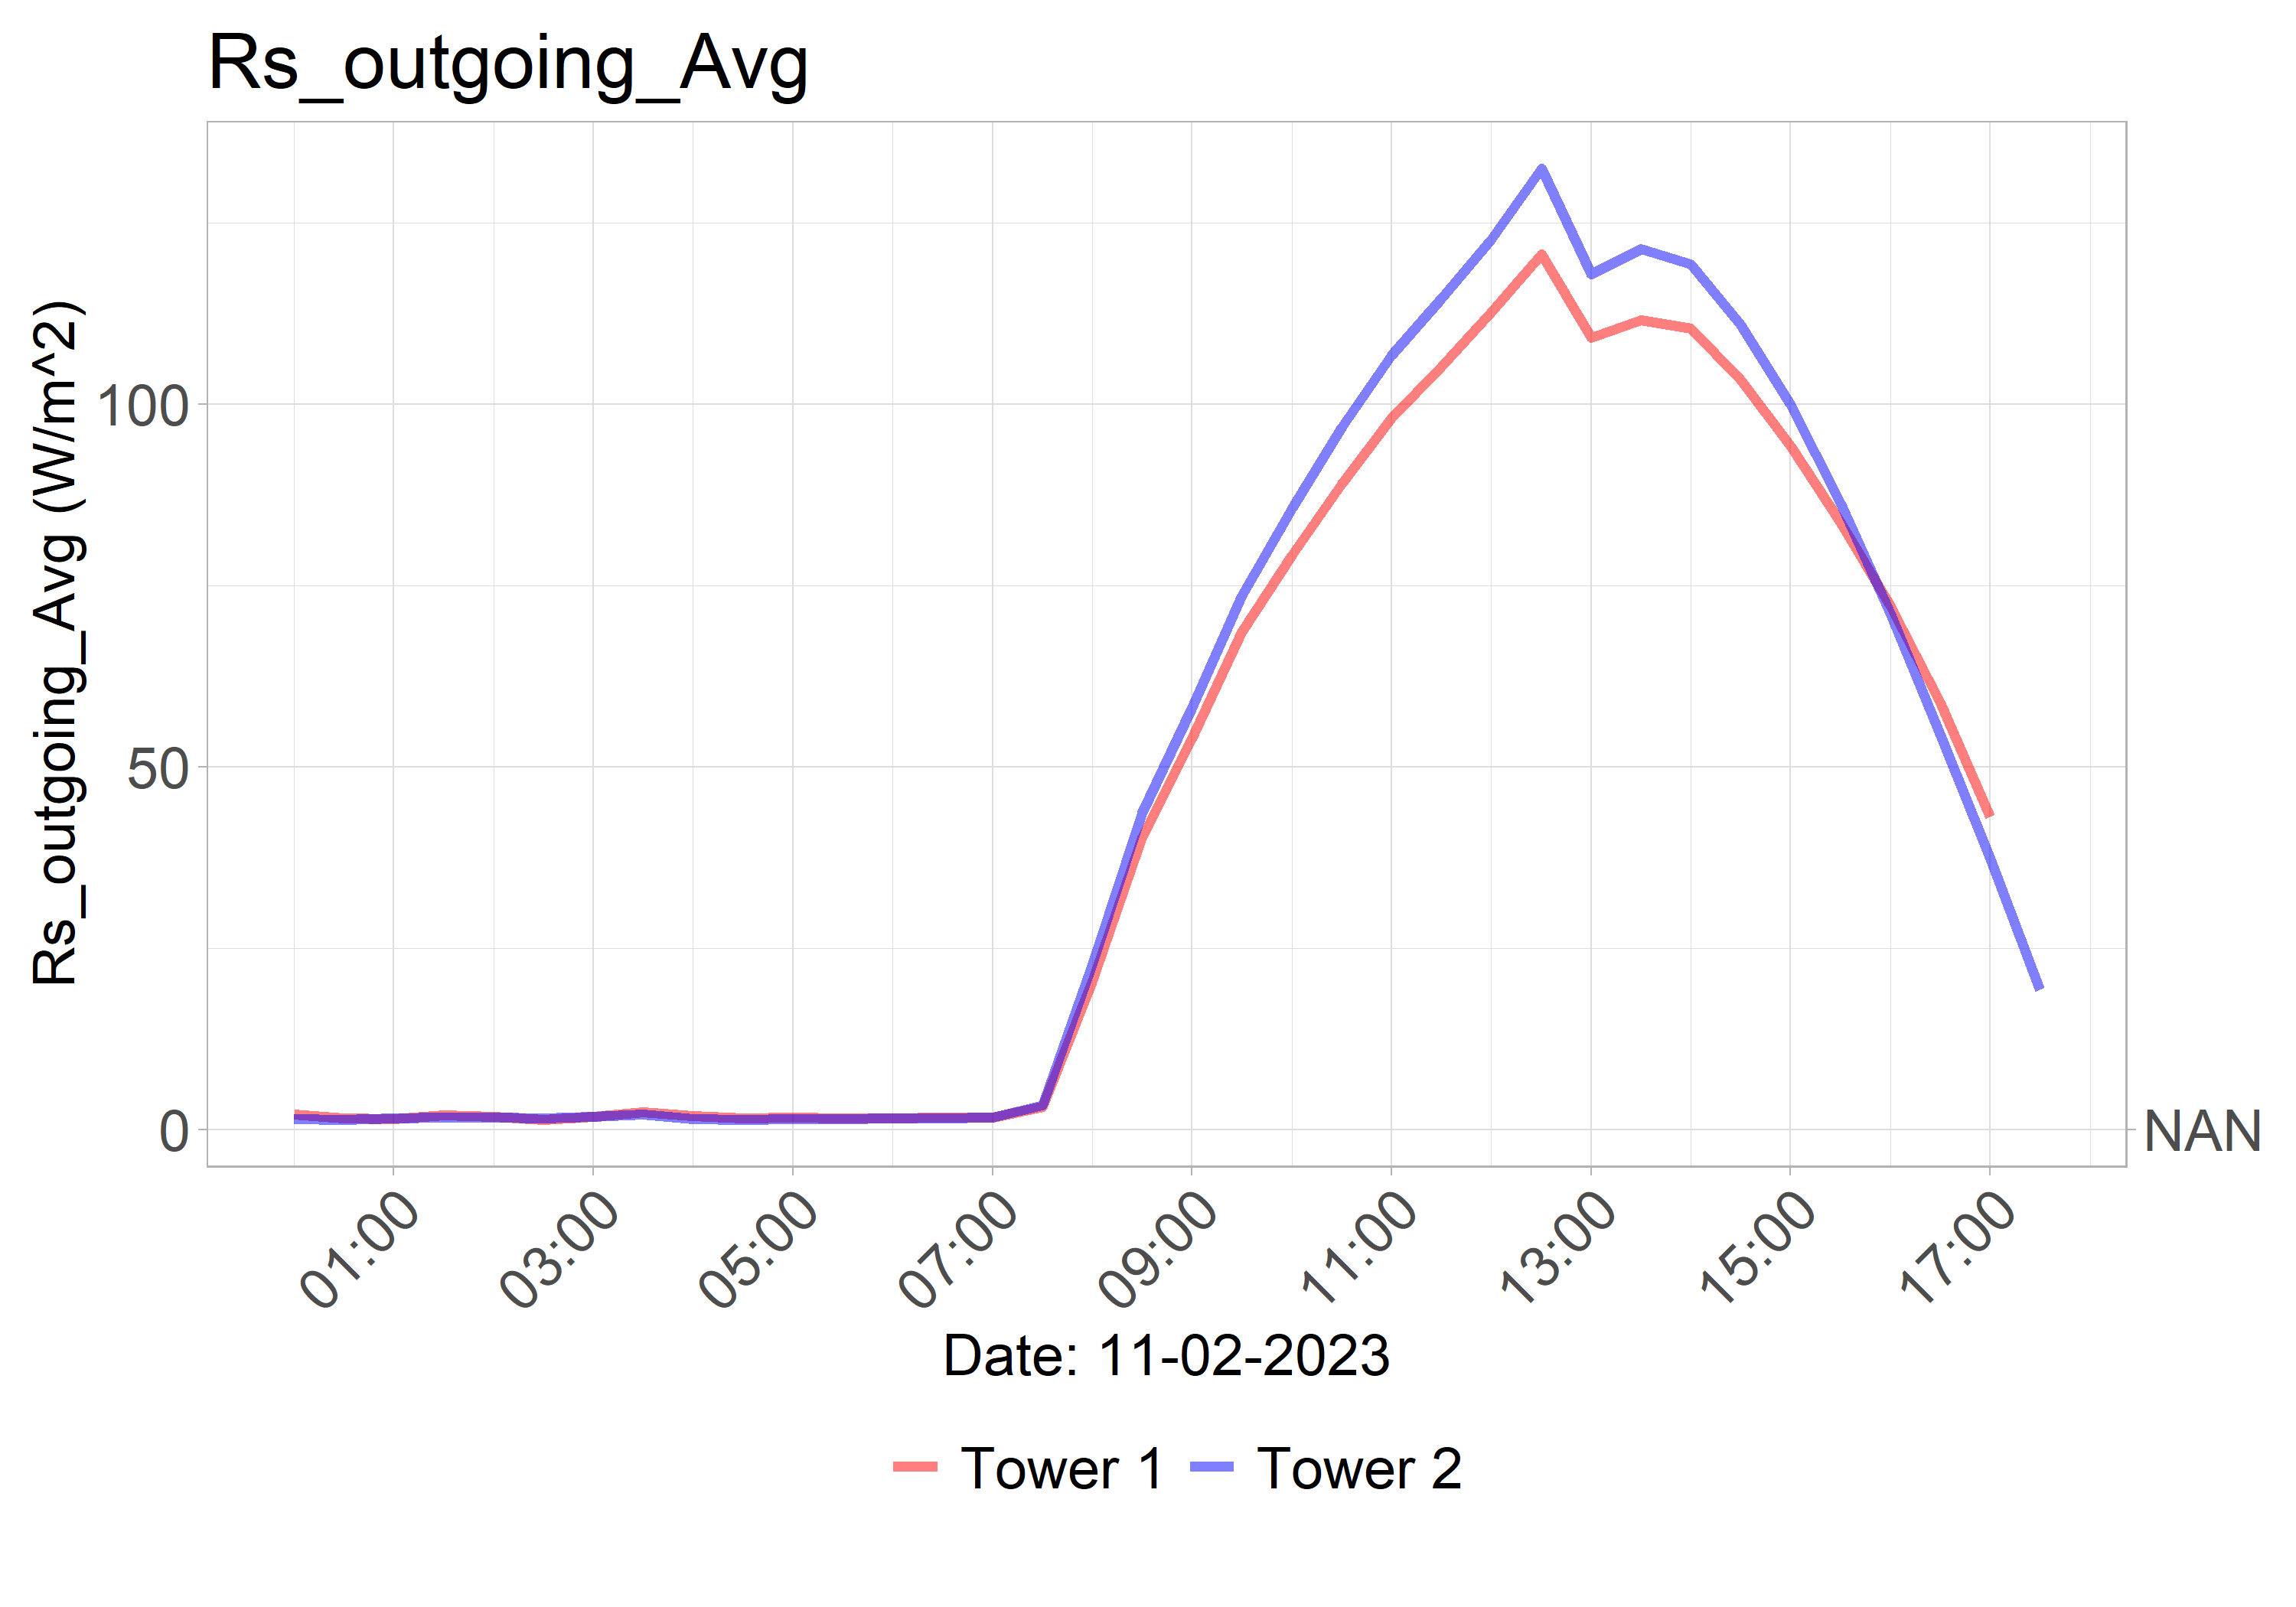 Rs_outgoing_Avg
Rs_outgoing_Avg (W/m^2)
100
50
0
NAN
01:00 03:00 05:00 07:00 09:00 11:00 13:00 15:00 17:00
Date: 11-02-2023
Tower 1 Tower 2